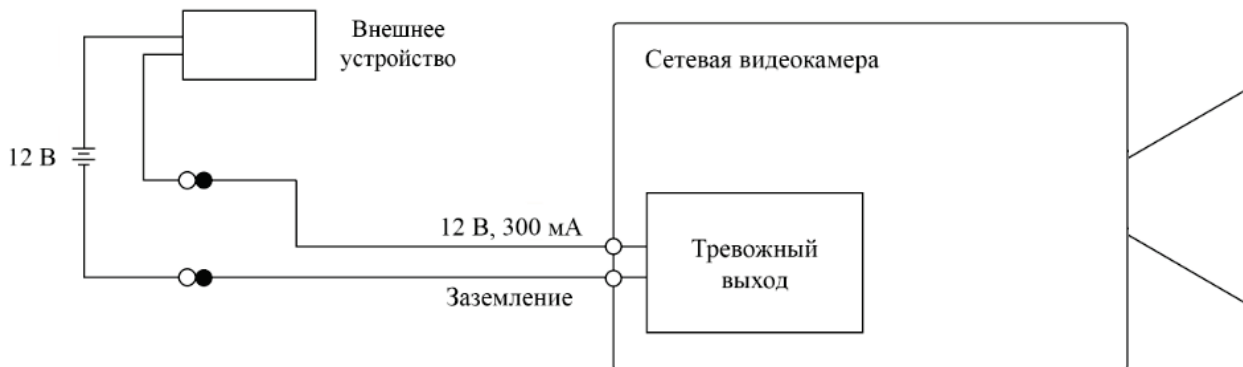 Внешнее
устройство
Сетевая видеокамера
12 В
12 В, 300 мА
Тревожный
выход
Заземление